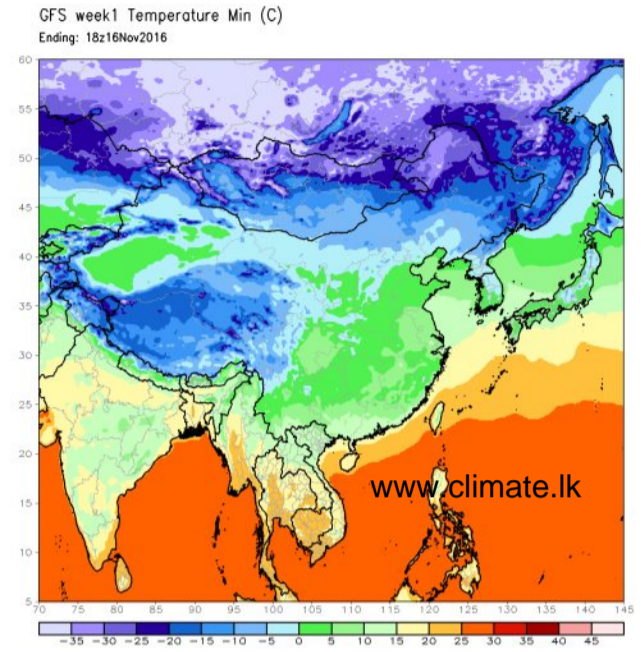 GFS week1 Temperature Min (C)
Ending: 18z16Nov2016
60
55
50
45
40
35
30
25
20
15
10
5
www.climate.lk
70 75 80 85 90 95 100 105 110 115 120 125 130 135 140 145
-35 -30 -25 -20 -15 -10 -5 0 5 10 15 20 25 30 35 40 45